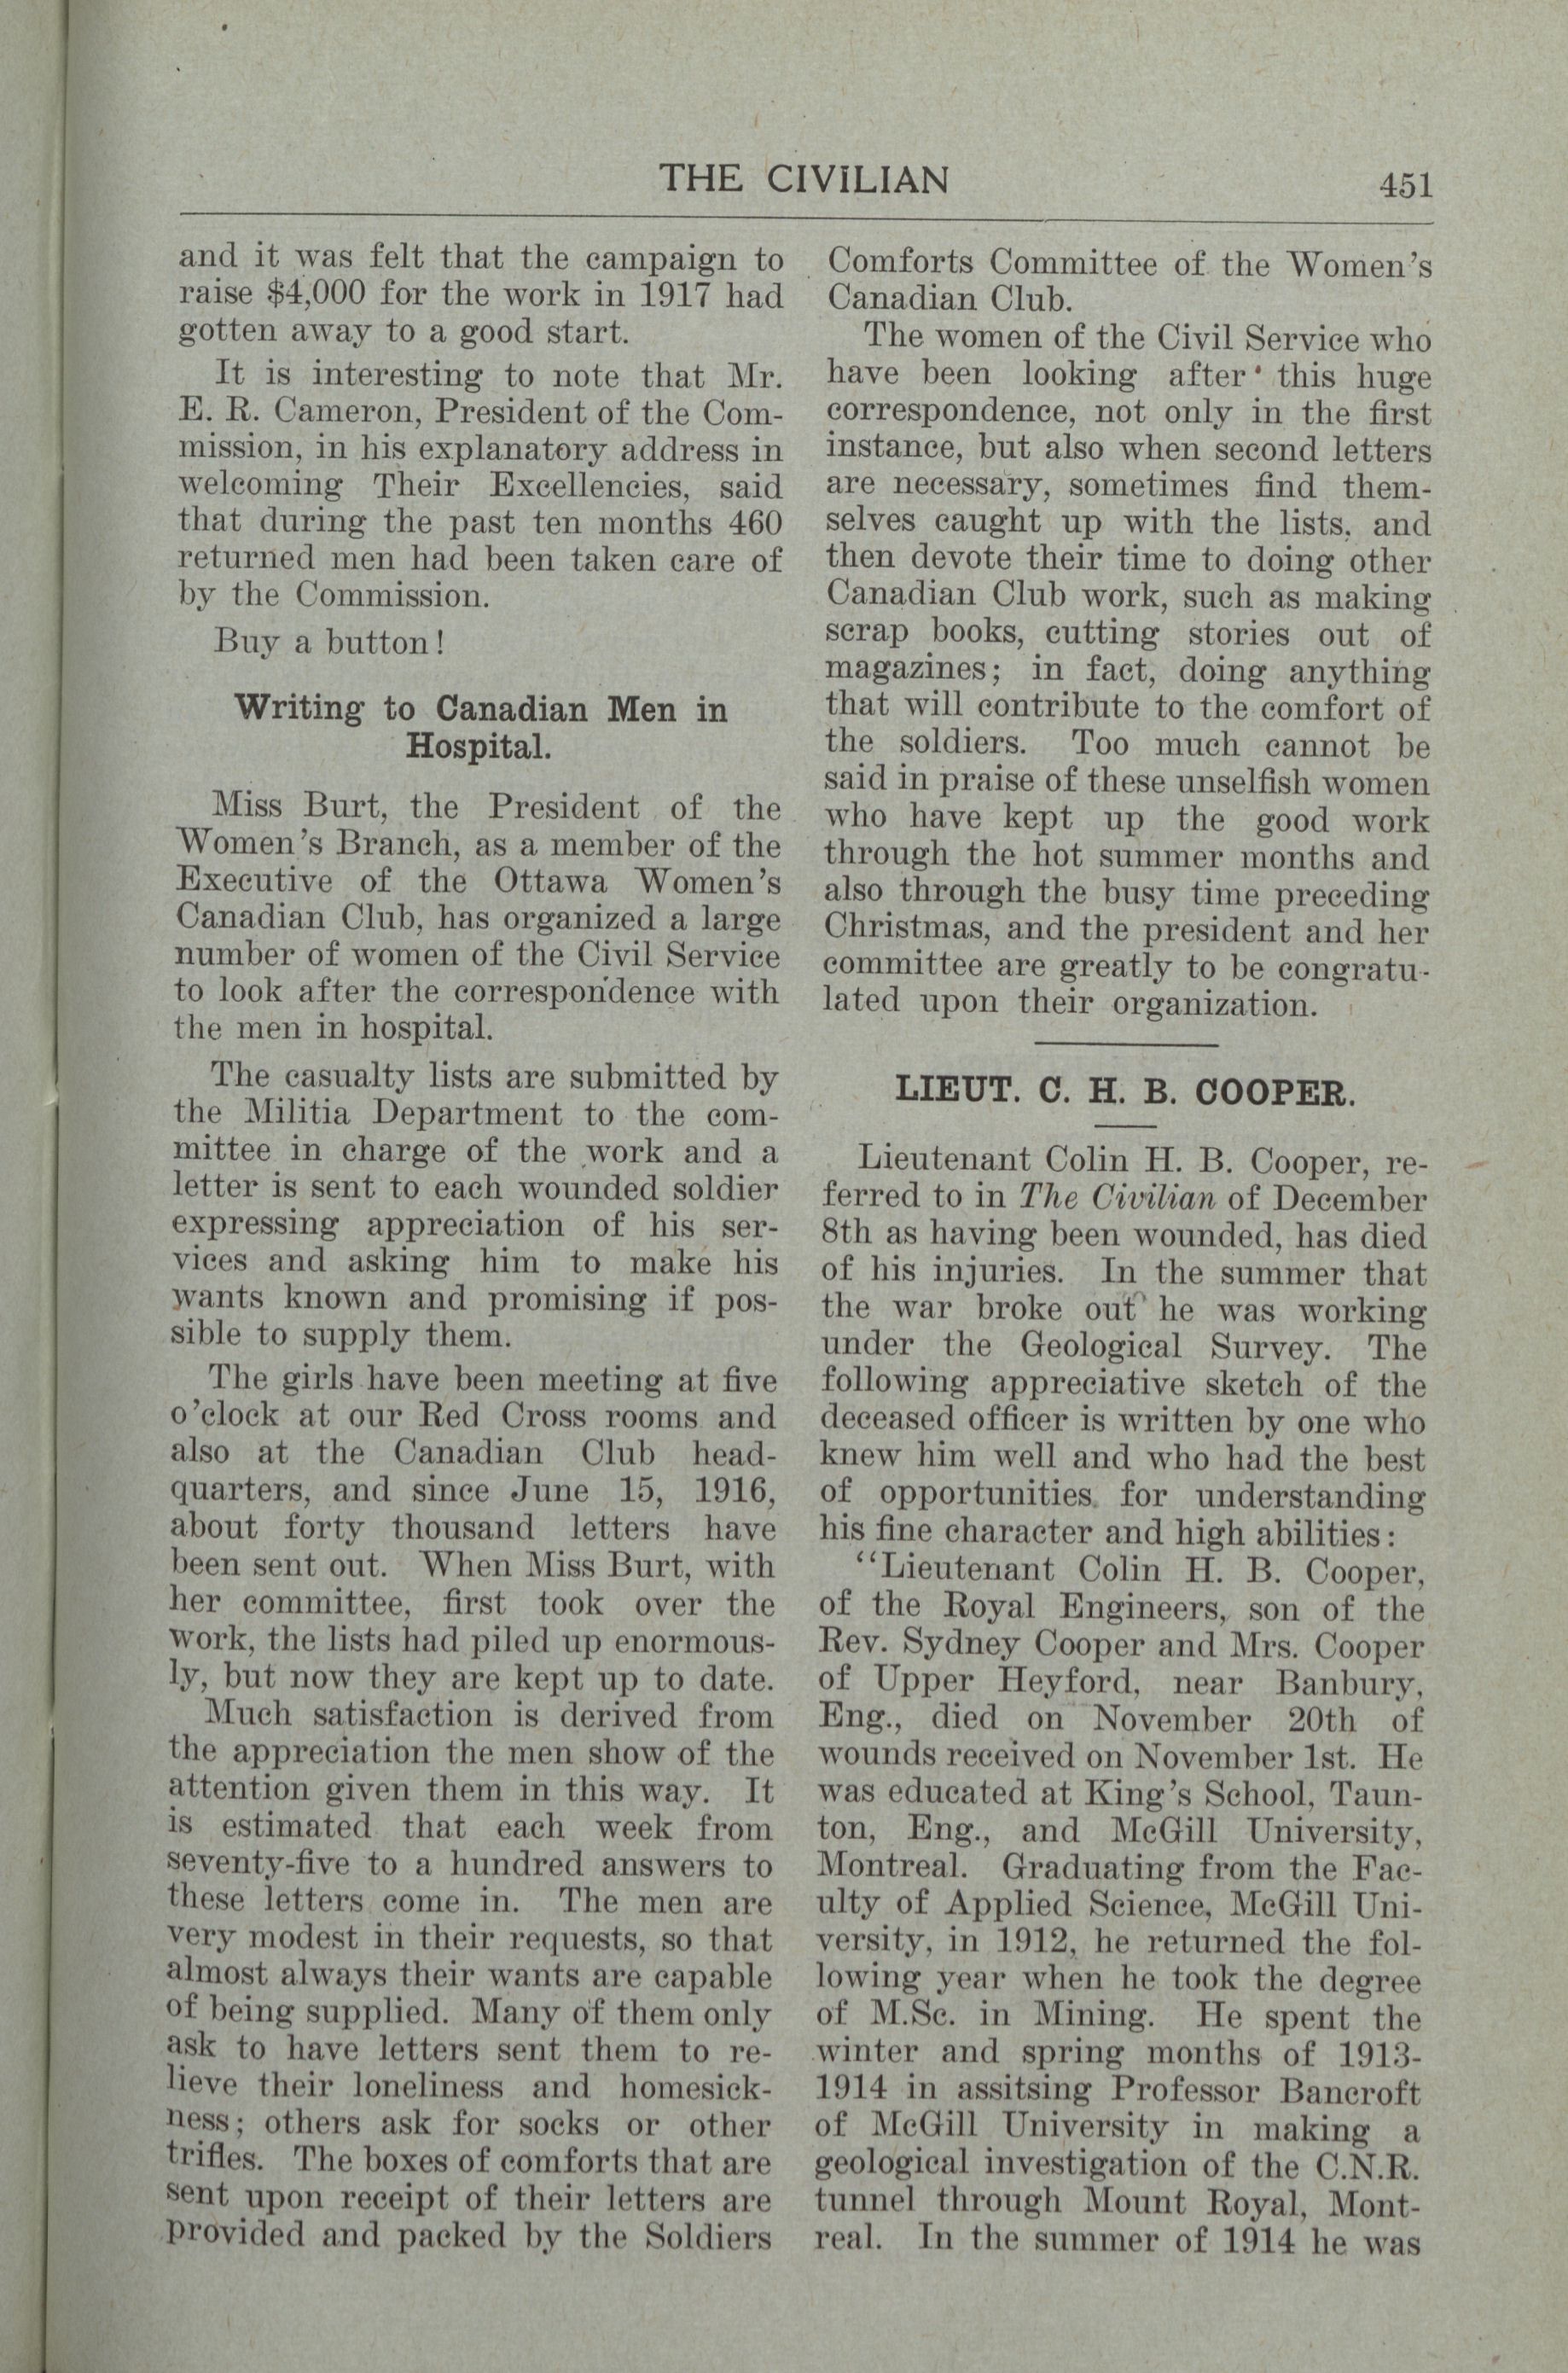 THE CIVILIAN
451
and it was felt that the campaign to
raise $4,000 for the work in 1917 had
gotten away to a good start.
It is interesting to note that Mr.
E. R. Cameron, President of the Com-
mission, in his explanatory address in
welcoming Their Excellencies, said
that during the past ten months 460
returned men had been taken care of
by the Commission.
Buy a button!
Writing to Canadian Men in
Hospital.
Miss Burt, the President of the
Women's Branch, as a member of the
Executive of the Ottawa Women's
Canadian Club, has organized a large
number of women of the Civil Service
to look after the correspondence with
the men in hospital.
The casualty lists are submitted by
the Militia Department to the com-
mittee in charge of the work and a
letter is sent to each wounded soldier
expressing appreciation of his ser-
vices and asking him to make his
wants known and promising if pos-
sible to supply them.
The girls have been meeting at five
o'clock at our Red Cross rooms and
also at the Canadian Club head-
quarters, and since June 15, 1916,
about forty thousand letters have
been sent out. When Miss Burt, with
her committee, first took over the
work, the lists had piled up enormous-
ly, but now they are kept up to date.
Much satisfaction is derived from
the appreciation the men show of the
attention given them in this way. It
is estimated that each week from
seventy-five to a hundred answers to
these letters come in. The men are
very modest in their requests, so that
almost always their wants are capable
of being supplied. Many of them only
ask to have letters sent them to re-
lieve their loneliness and homesick-
ness; others ask for socks or other
trifles. The boxes of comforts that are
sent upon receipt of their letters are
provided and packed by the Soldiers
Comforts Committee of the Women's
Canadian Club.
The women of the Civil Service who
have been looking after this huge
correspondence, not only in the first
instance, but also when second letters
are necessary, sometimes find them-
selves caught up with the lists, and
then devote their time to doing other
Canadian Club work, such as making
scrap books, cutting stories out of
magazines; in fact, doing anything
that will contribute to the comfort of
the soldiers. Too much cannot be
said in praise of these unselfish women
who have kept up the good work
through the hot summer months and
also through the busy time preceding
Christmas, and the president and her
committee are greatly to be congratu-
lated upon their organization.
LIEUT. C. H. B. COOPER.
Lieutenant Colin H. B. Cooper, re-
ferred to in The Civilian of December
8th as having been wounded, has died
of his injuries. In the summer that
the war broke out he was working
under the Geological Survey. The
following appreciative sketch of the
deceased officer is written by one who
knew him well and who had the best
of opportunities for understanding
his fine character and high abilities:
"Lieutenant Colin H. B. Cooper,
of the Royal Engineers, son of the
Rev. Sydney Cooper and Mrs. Cooper
of Upper Heyford, near Banbury,
Eng., died on November 20th of
wounds received on November 1st. He
was educated at King's School, Taun-
ton, Eng., and McGill University,
Montreal. Graduating from the Fac-
ulty of Applied Science, McGill Uni-
versity, in 1912, he returned the fol-
lowing year when he took the degree
of M.Sc. in Mining. He spent the
winter and spring months of 1913-
1914 in assitsing Professor Bancroft
of McGill University in making a
geological investigation of the C.N.R.
tunnel through Mount Royal, Mont-
real. In the summer of 1914 he was